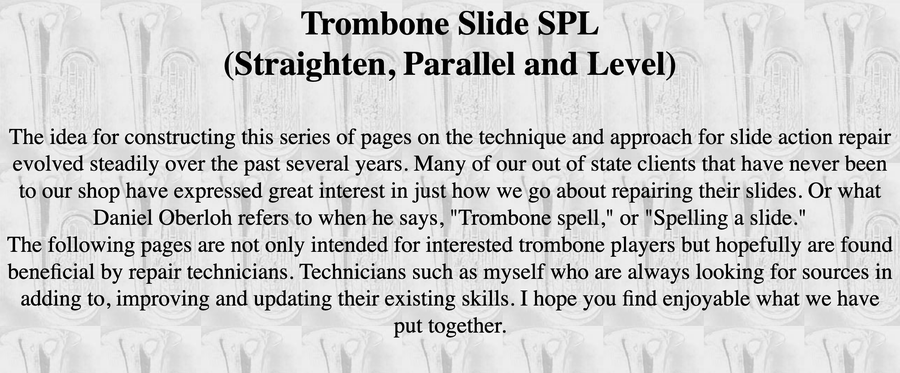 Trombone Slide SPL
(Straighten, Parallel and Level)
The idea for constructing this series of pages on the technique and approach for slide action repair
evolved steadily over the past several years. Many of our out of state clients that have never been
to our shop have expressed great interest in just how we go about repairing their slides. Or what
Daniel Oberloh refers to when he says, "Trombone spell," or "Spelling a slide."
The following pages are not only intended for interested trombone players but hopefully are found
beneficial by repair technicians. Technicians such as myself who are always looking for sources in
adding to, improving and updating their existing skills. I hope you find enjoyable what we have
put together.